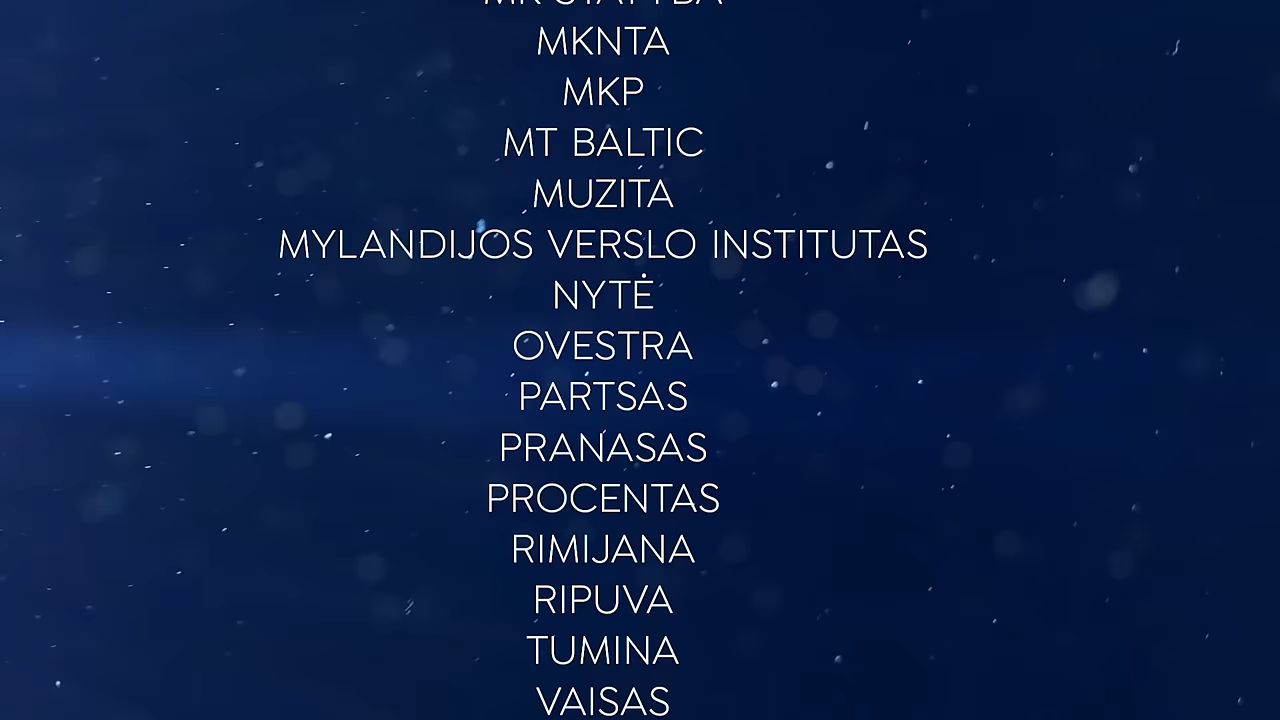 MKNTA
MKP
MT BALTIC
MUZITA
MYLANDIJOS VERSLO INSTITUTAS
NYTĖ
OVESTRA
PARTSAS
PRANASAS
PROCENTAS
RIMIJANA
RIPUVA
TUMINA
VAISAS